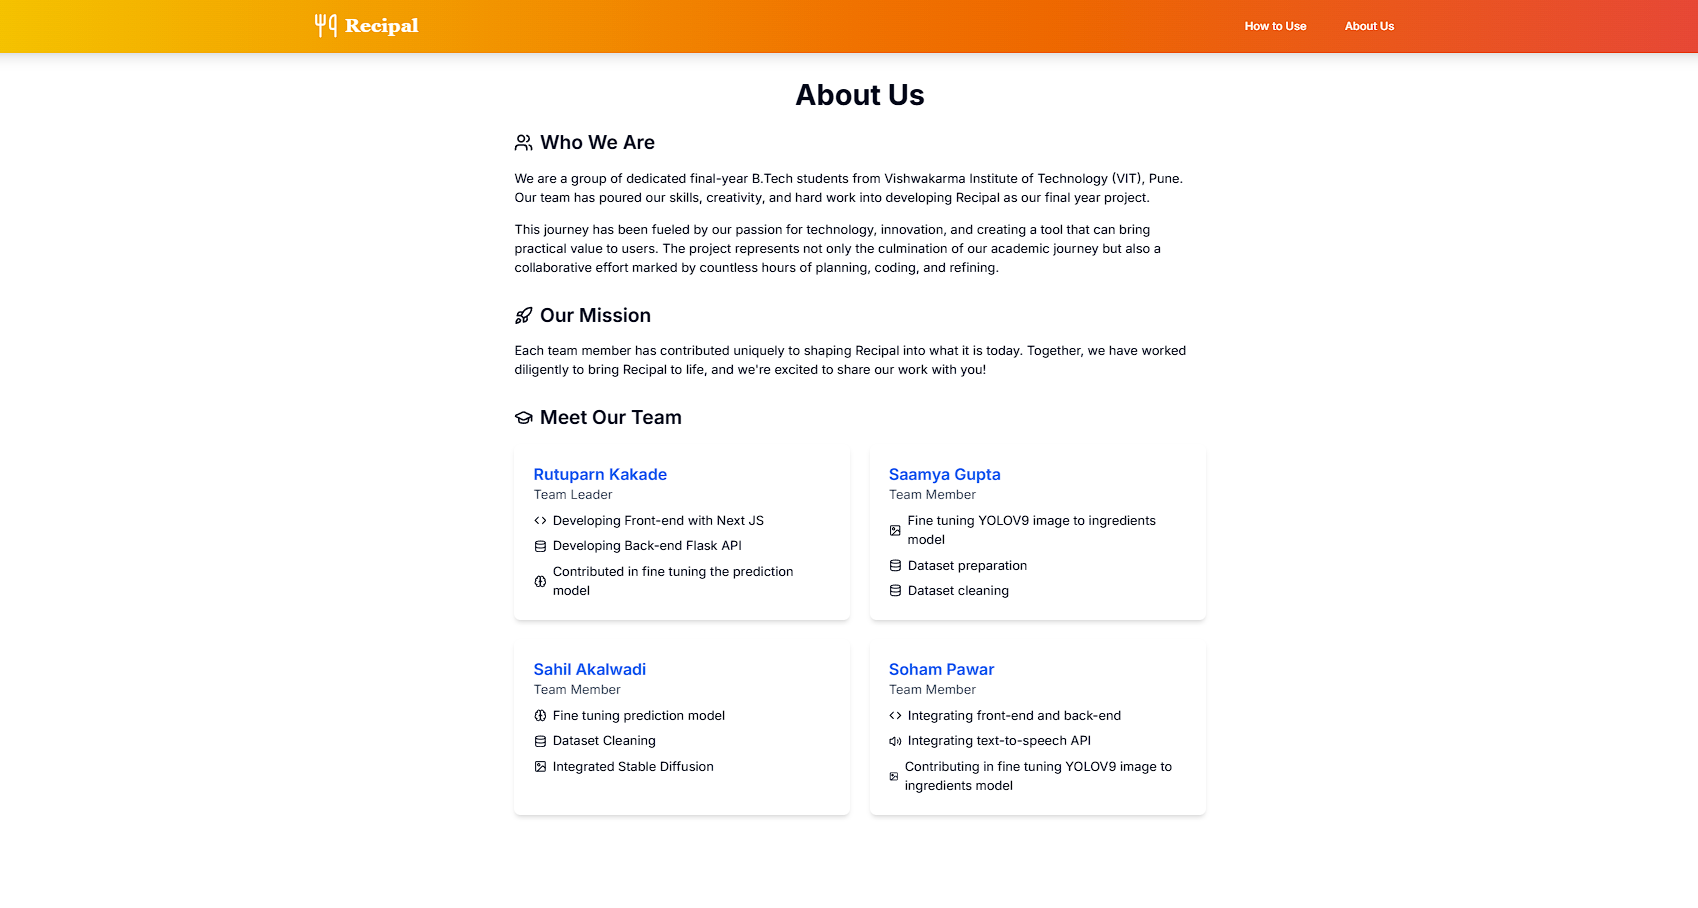 Recipal
How to Use
About Us
About Us
Who We Are
We are a group of dedicated final-year B.Tech students from Vishwakarma Institute of Technology (VIT), Pune.
Our team has poured our skills, creativity, and hard work into developing Recipal as our final year project.
This journey has been fueled by our passion for technology, innovation, and creating a tool that can bring
practical value to users. The project represents not only the culmination of our academic journey but also a
collaborative effort marked by countless hours of planning, coding, and refining.
Our Mission
Each team member has contributed uniquely to shaping Recipal into what it is today. Together, we have worked
diligently to bring Recipal to life, and we're excited to share our work with you!
Meet Our Team
Rutuparn Kakade
Team Leader
Developing Front-end with Next JS
Developing Back-end Flask API
Contributed in fine tuning the prediction
model
Saamya Gupta
Team Member
Fine tuning YOLOV9 image to ingredients
model
Dataset preparation
Dataset cleaning
Sahil Akalwadi
Team Member
Fine tuning prediction model
Dataset Cleaning
Integrated Stable Diffusion
Soham Pawar
Team Member
Integrating front-end and back-end
Integrating text-to-speech API
Contributing in fine tuning YOLOV9 image to
ingredients model